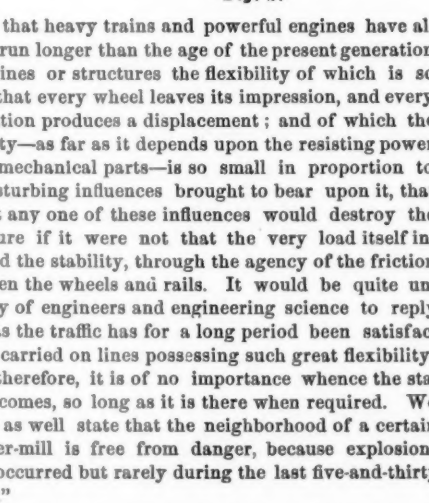 that heavy trains and powerful engines have al
run longer than the age of the present generation
ines or structures the flexibility of which is so
that every wheel leaves its impression, and every
tion produces a displacement; and of which the
ty—as far as it depends upon the resisting power
mechanical parts—is so small in proportion to
sturbing influences brought to bear upon it, tha
any one of these influences would destroy the
ure if it were not that the very load itself in
d the stability, through the agency of the friction
en the wheels and rails. It would be quite un
y of engineers and engineering science to reply
s the traffic has for a long period been satisfac
carried on lines possessing such great flexibility
therefore, it is of no importance whence the sta
comes, so long as it is there when required. We
as well state that the neighborhood of a certain
er-mill is free from danger, because explosion
occurred but rarely during the last five-and-thirty
"